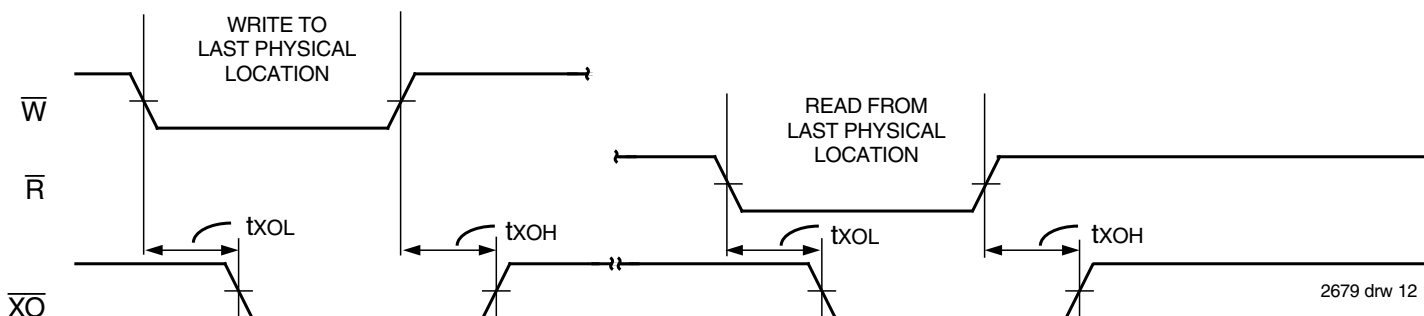 WRITE TO
LAST PHYSICAL
LOCATION
W
READ FROM
LAST PHYSICAL
LOCATION
R
tXOL
tXOH
tXOL
tXOH
XO
2679 drw 12